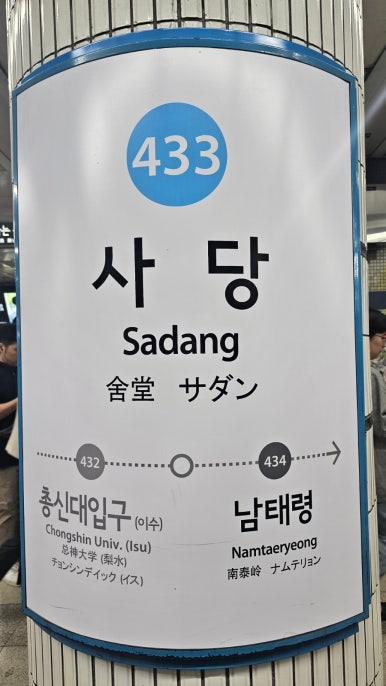 433
사 당
Sadang
舍堂 サダン
432
434
총신대입구 (이수)
Chongshin Univ. (Isu)
总神大学 (梨水)
チョンシンデイック (イス)
남태령
Namtaeryeong
南泰岭 ナムテリョン